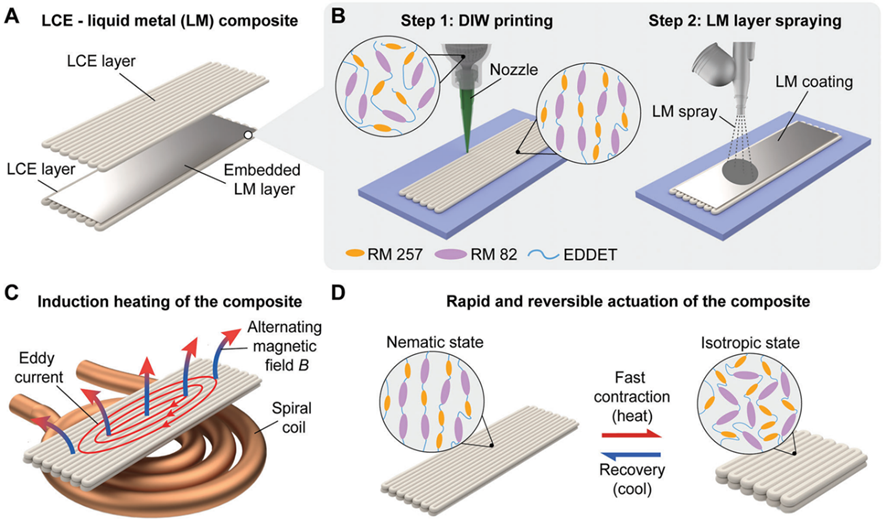 A
LCE - liquid metal (LM) composite
LCE layer
LCE layer
Embedded
LM layer
B
Step 1: DIW printing
Nozzle
Step 2: LM layer spraying
LM coating
LM spray
RM 257
RM 82
EDDET
C
Induction heating of the composite
Alternating
magnetic
field B
Eddy
current
Spiral
coil
D
Rapid and reversible actuation of the composite
Nematic state
Fast
contraction
(heat)
Recovery
(cool)
Isotropic state